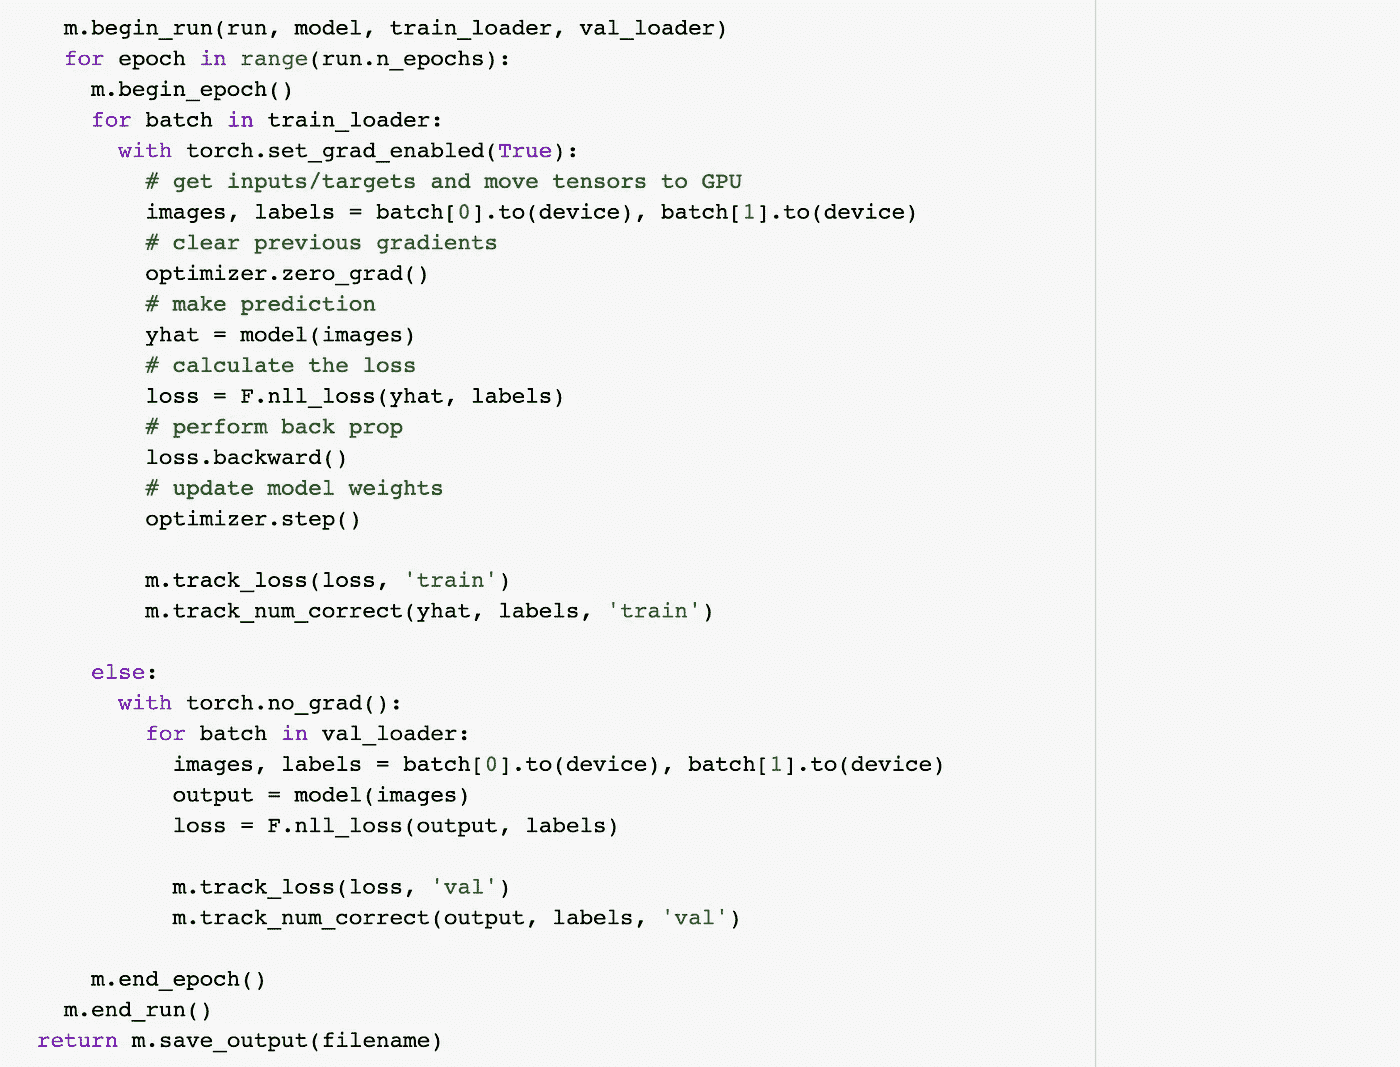 m.begin_run(run, model, train_loader, val_loader)
for epoch in range(run.n_epochs):
m.begin_epoch()
for batch in train_loader:
with torch.set_grad_enabled(True):
# get inputs/targets and move tensors to GPU
images, labels = batch[0].to(device), batch[1].to(device)
# clear previous gradients
optimizer.zero_grad()
# make prediction
yhat = model(images)
# calculate the loss
loss = F.nll_loss(yhat, labels)
# perform back prop
loss.backward()
# update model weights
optimizer.step()
m.track_loss(loss, 'train')
m.track_num_correct(yhat, labels, 'train')
else:
with torch.no_grad():
for batch in val_loader:
images, labels = batch[0].to(device), batch[1].to(device)
output = model(images)
loss = F.nll_loss(output, labels)
m.track_loss(loss, 'val')
m.track_num_correct(output, labels, 'val')
m.end_epoch()
m.end_run()
return m.save_output(filename)